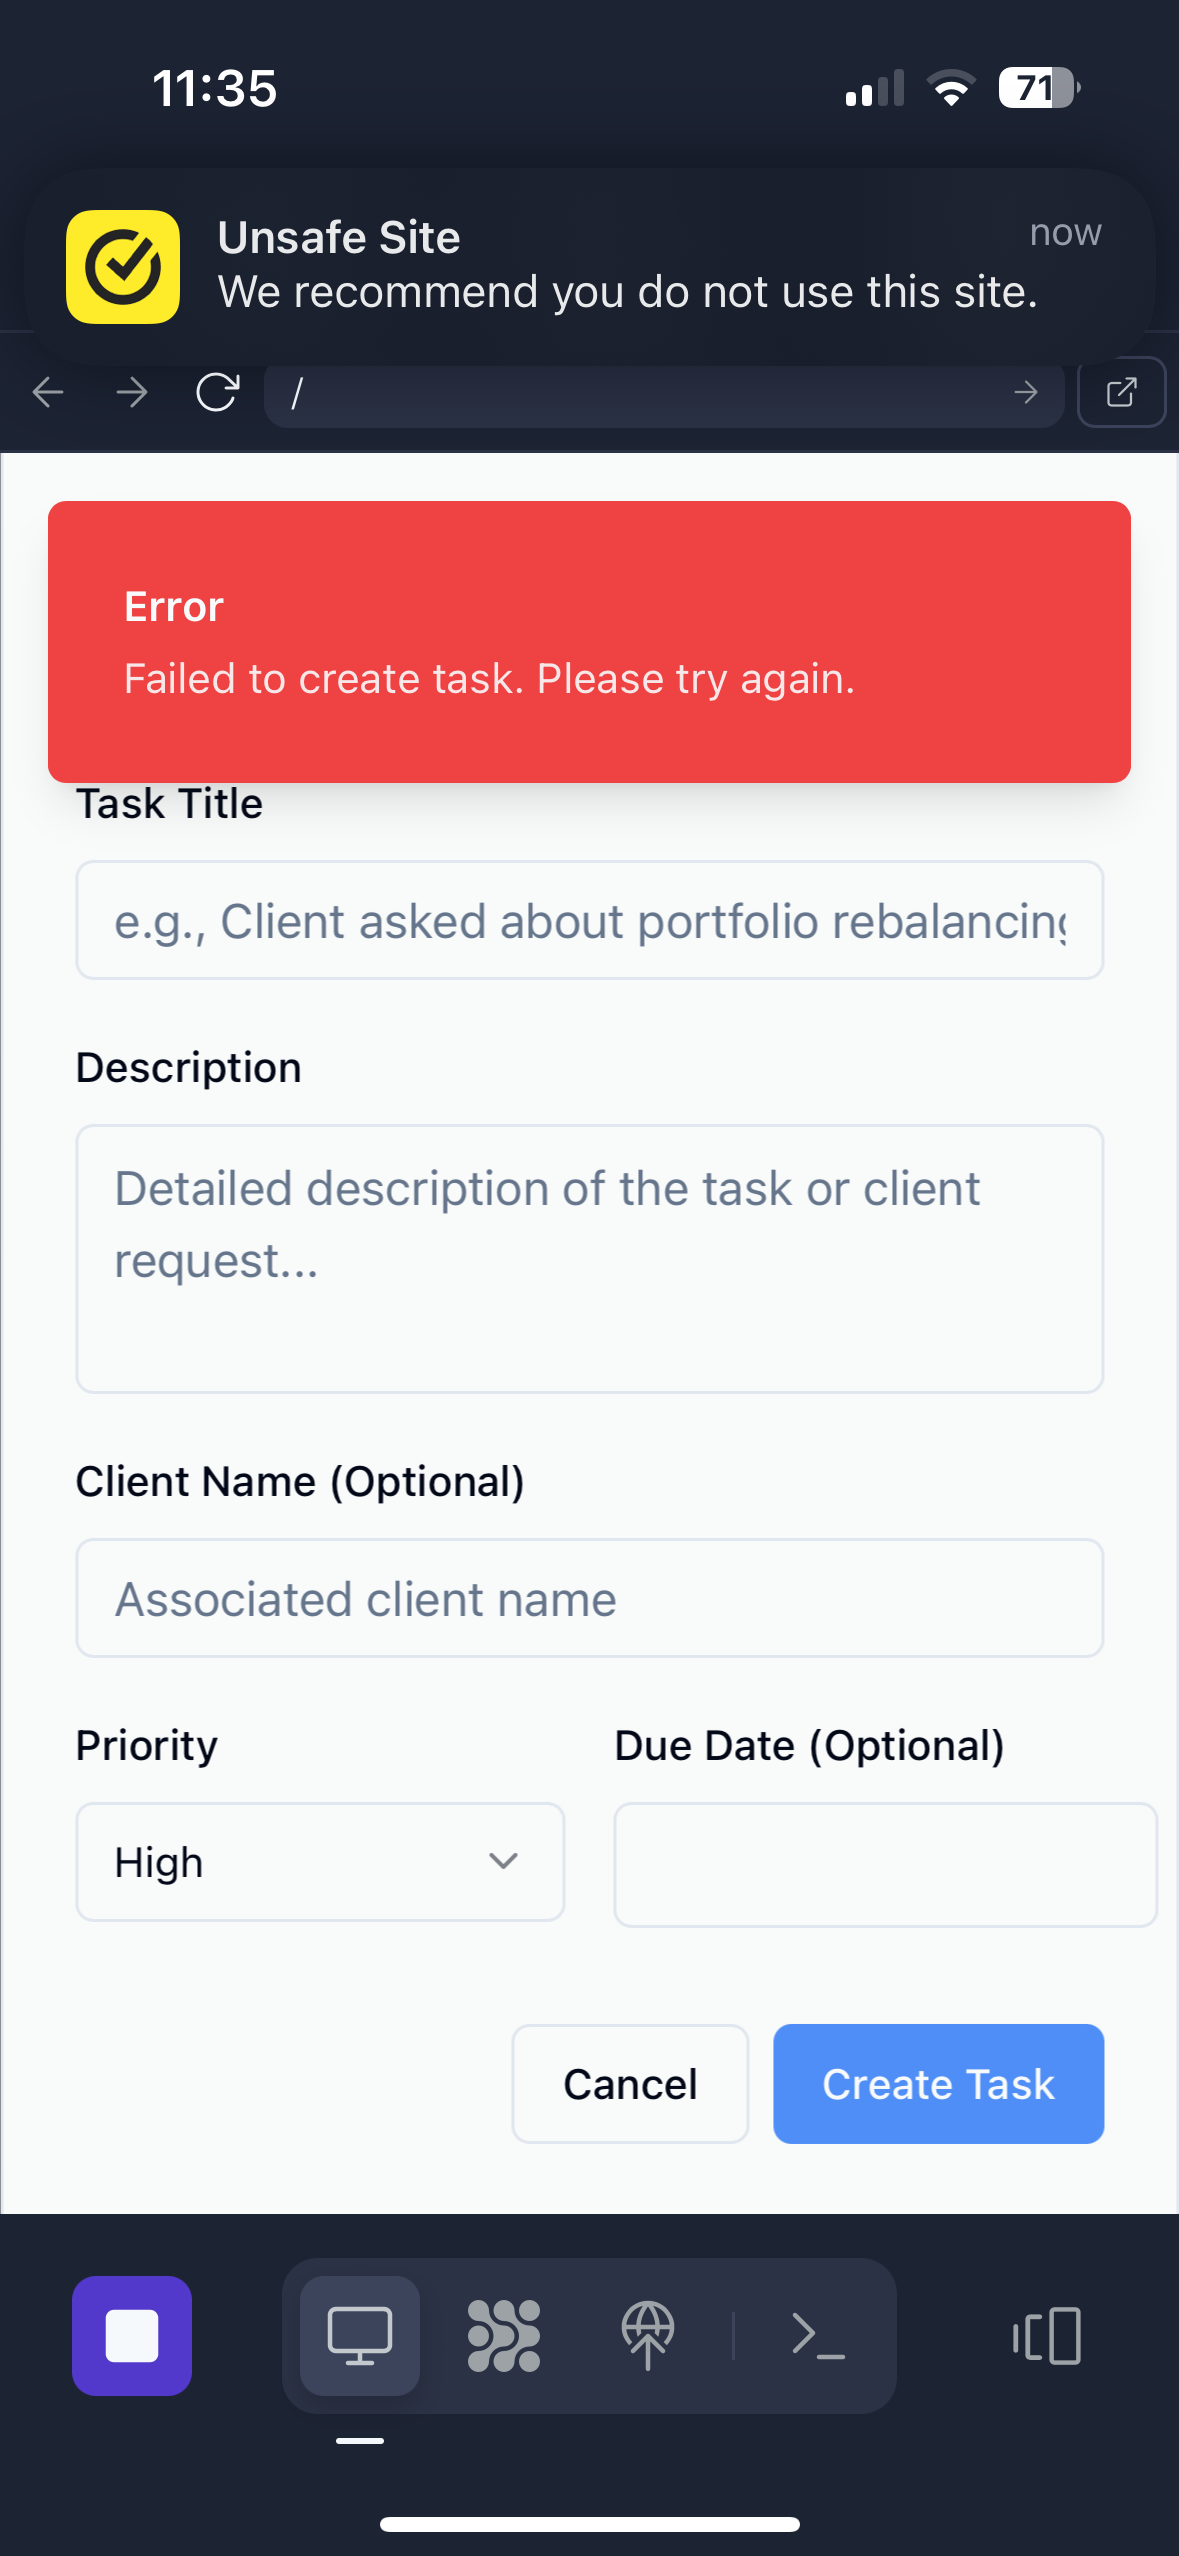 11:35
71
Unsafe Site
now
We recommend you do not use this site.
/
Error
Failed to create task. Please try again.
Task Title
e.g., Client asked about portfolio rebalancing
Description
Detailed description of the task or client
request...
Client Name (Optional)
Associated client name
Priority
Due Date (Optional)
High
Cancel
Create Task